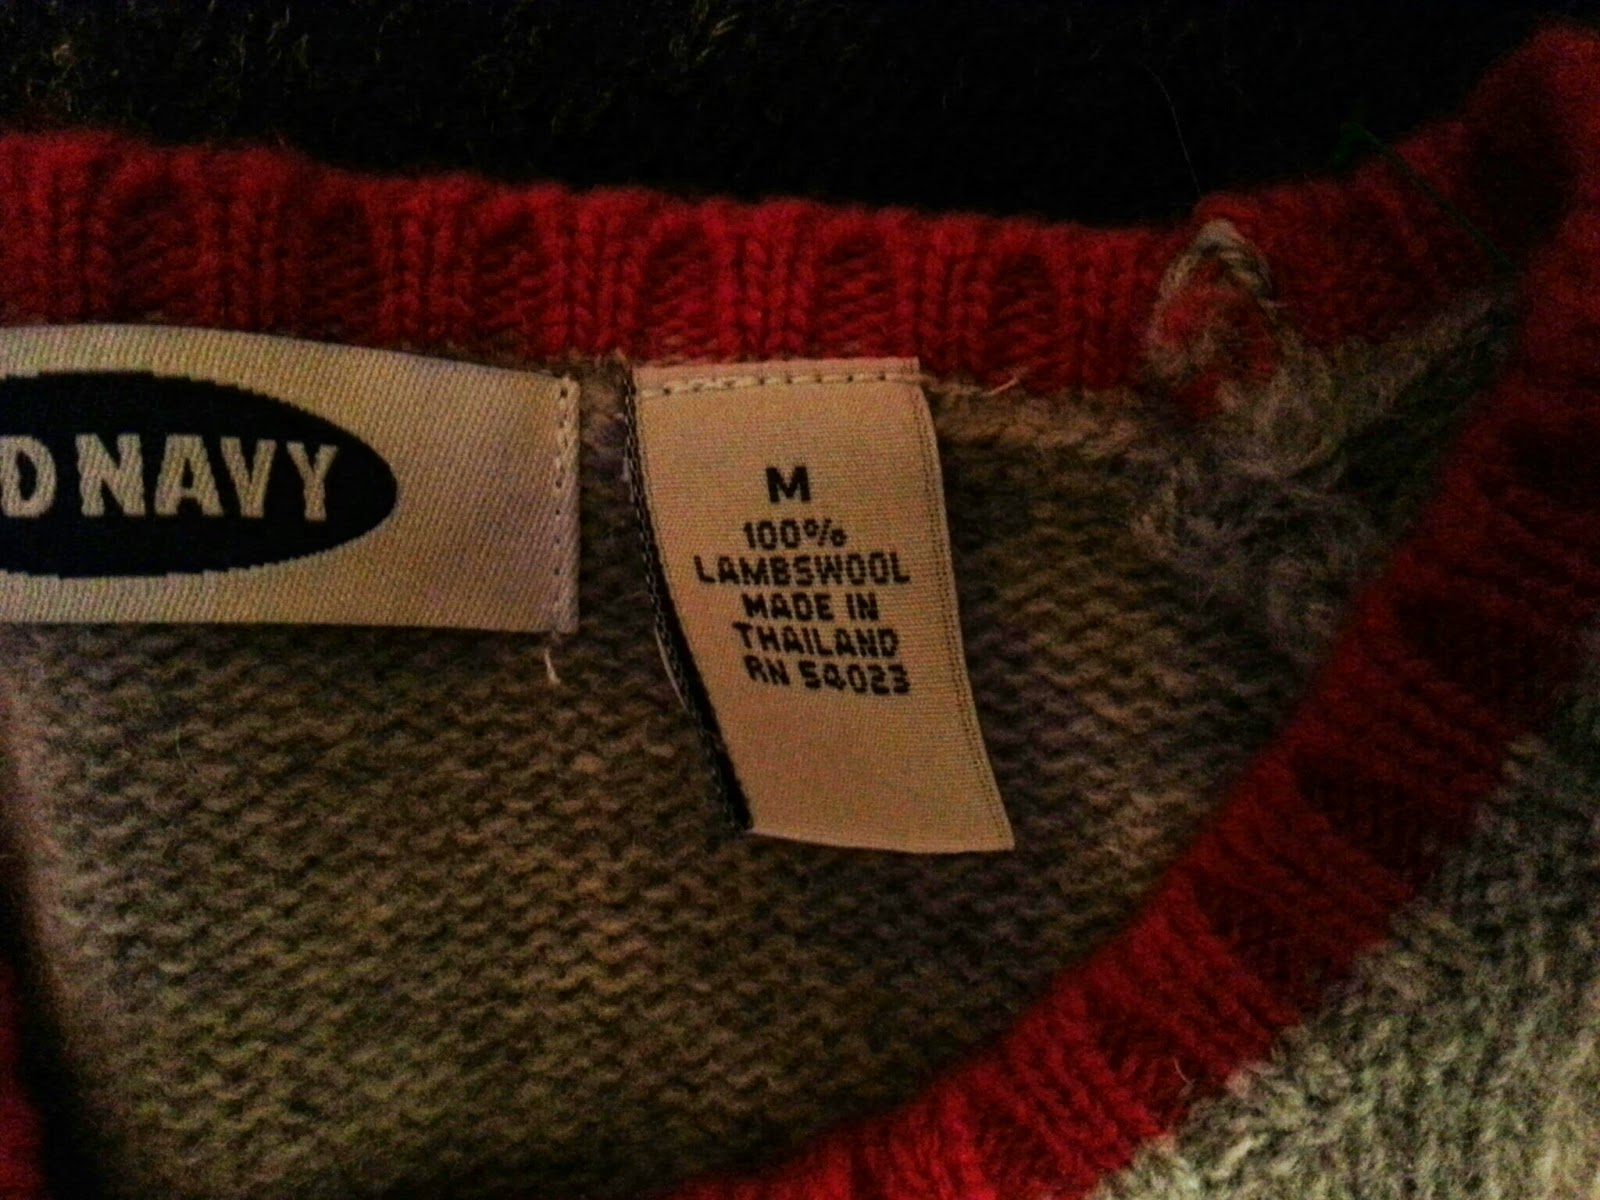 D NAVY
M
100%
LAMBSWOOL
MADE IN
THAILAND
RN 54023